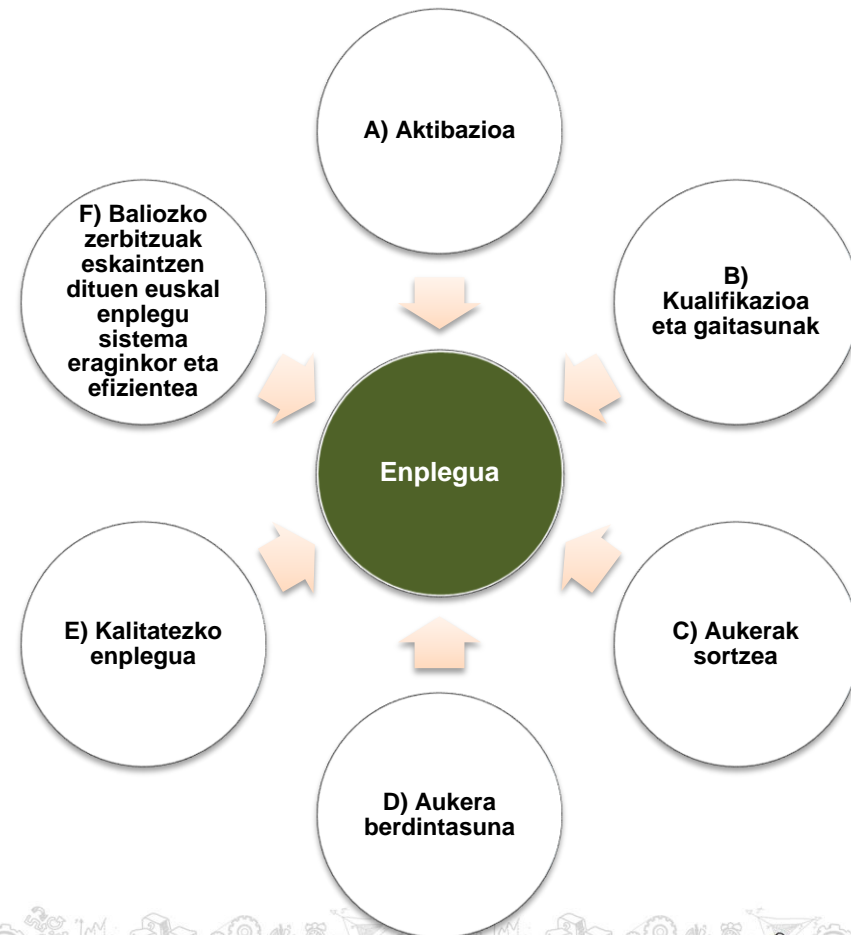 A) Aktibazioa
B)
Kualifikazioa
eta gaitasunak
C) Aukerak
sortzea
D) Aukera
berdintasuna
E) Kalitatezko
enplegua
F) Baliozko
zerbitzuak
eskaintzen
dituen euskal
enplegu
sistema
eraginkor eta
efizientea
Enplegua